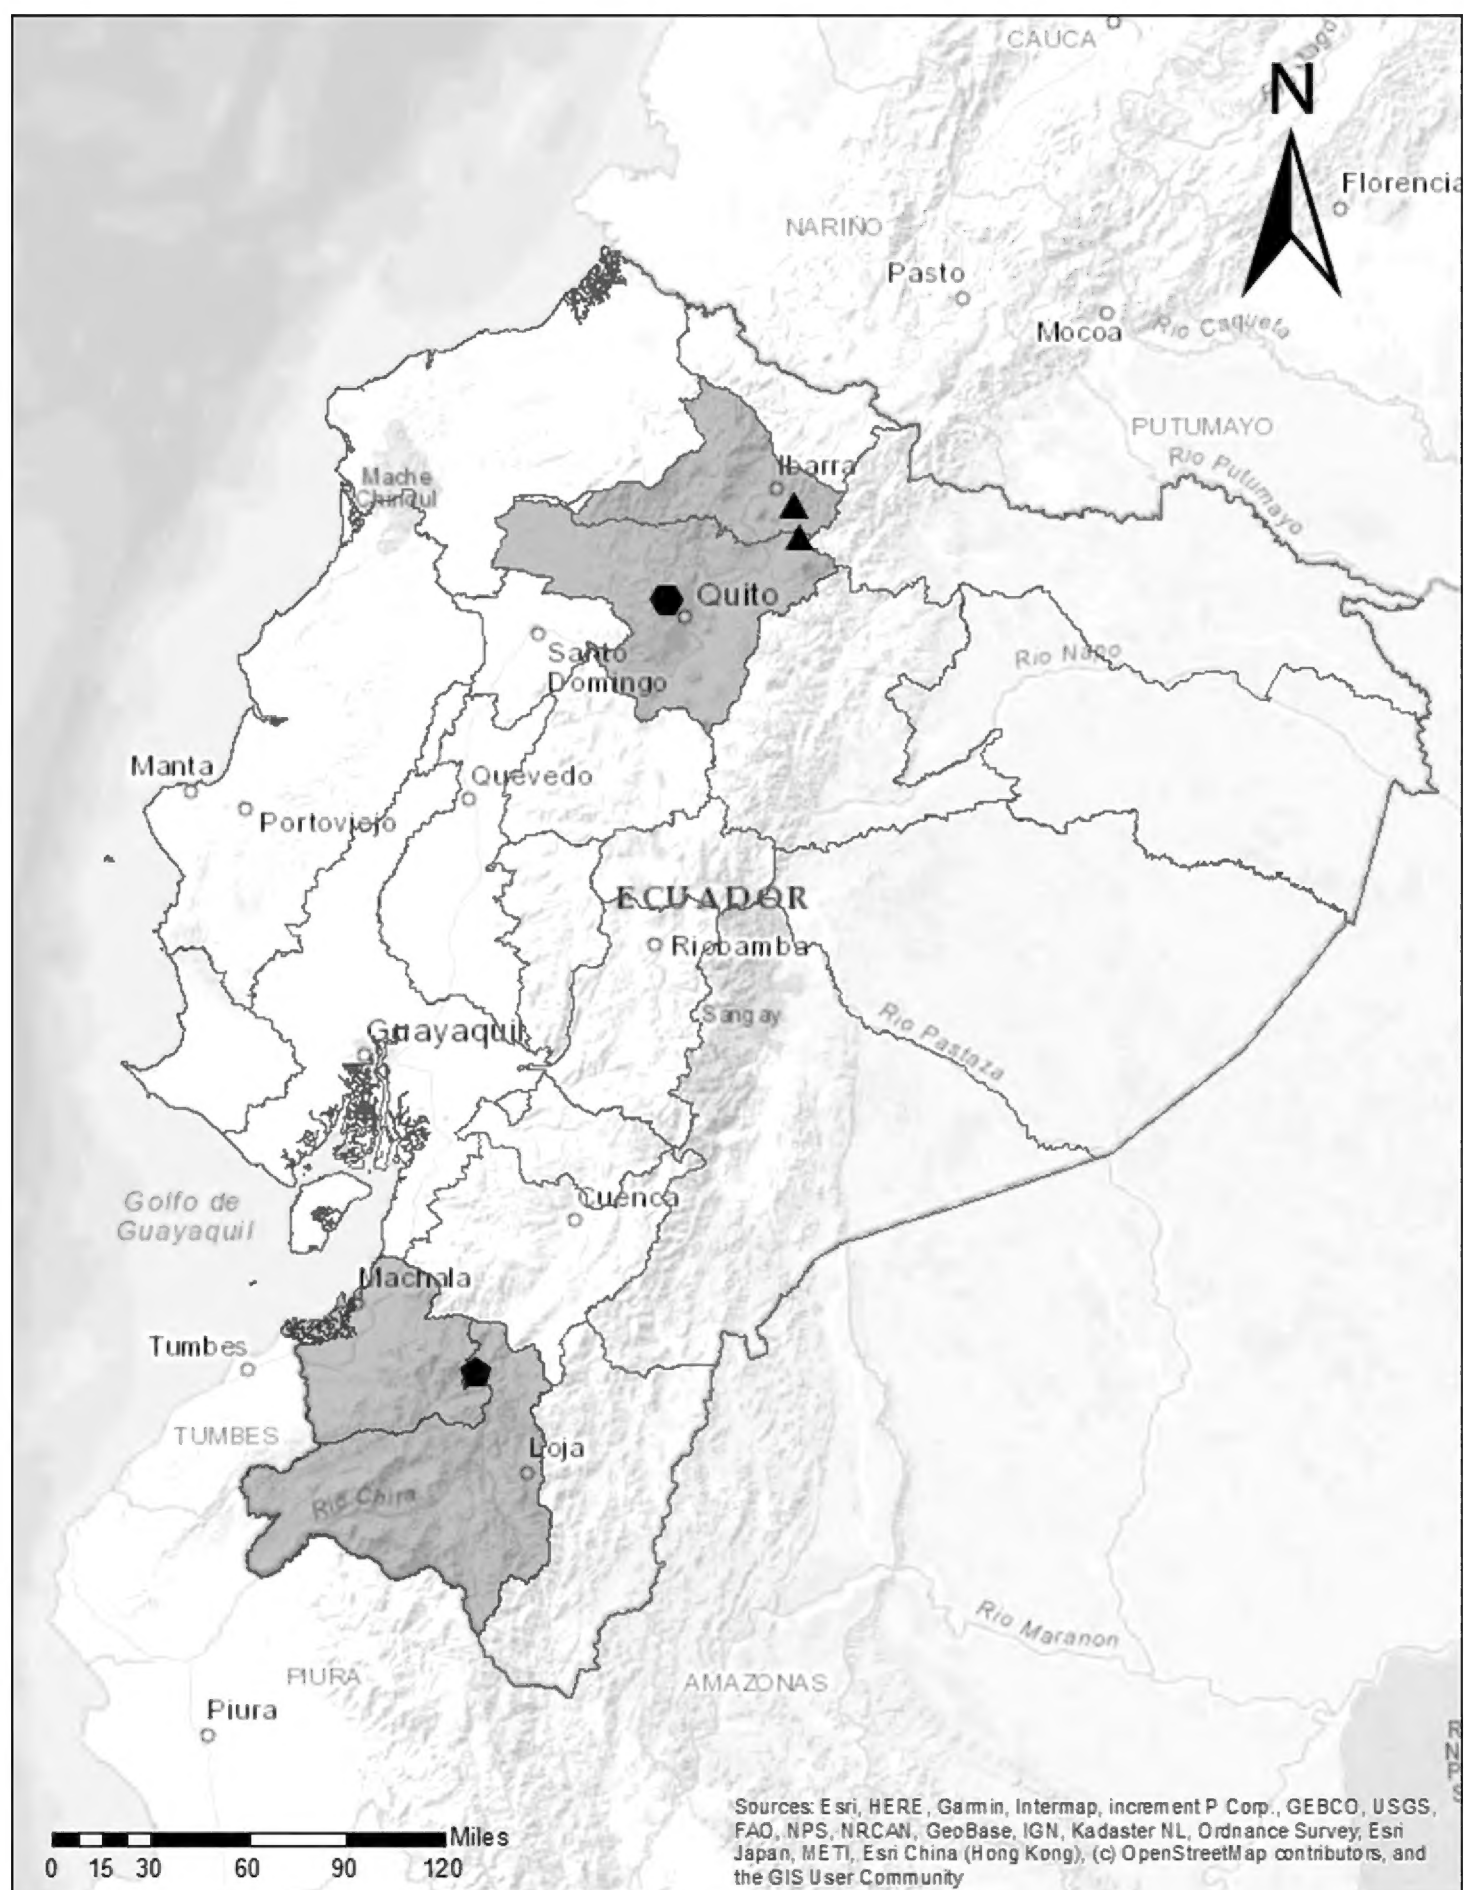 CAUCA
N
Florencia
NARIÑO
Pasto
Mocoa
Rio Caqueta
PUTUMAYO
Rio Putumayo
Ibarra
Mache
Chindul
Quito
Santo
Domingo
Rio Napo
Manta
Quevedo
Portoviejo
ECUADOR
Riobamba
Sangay
Rio Pastaza
Guayaquil
Golfo de
Guayaquil
Cuenca
Machala
Tumbes
TUMBES
Loja
Rio Chira
Rio Maranon
PIURA
AMAZONAS
Piura
R
N
P
S
Sources: Esri, HERE, Garmin, Intermap, increment P Corp., GEBCO, USGS,
FAO, NPS, NRCAN, GeoBase, IGN, Kadaster NL, Ordnance Survey, Esri
Japan, METI, Esri China (Hong Kong), (c) OpenStreetMap contributors, and
the GIS User Community
Miles
0 15 30 60 90 120